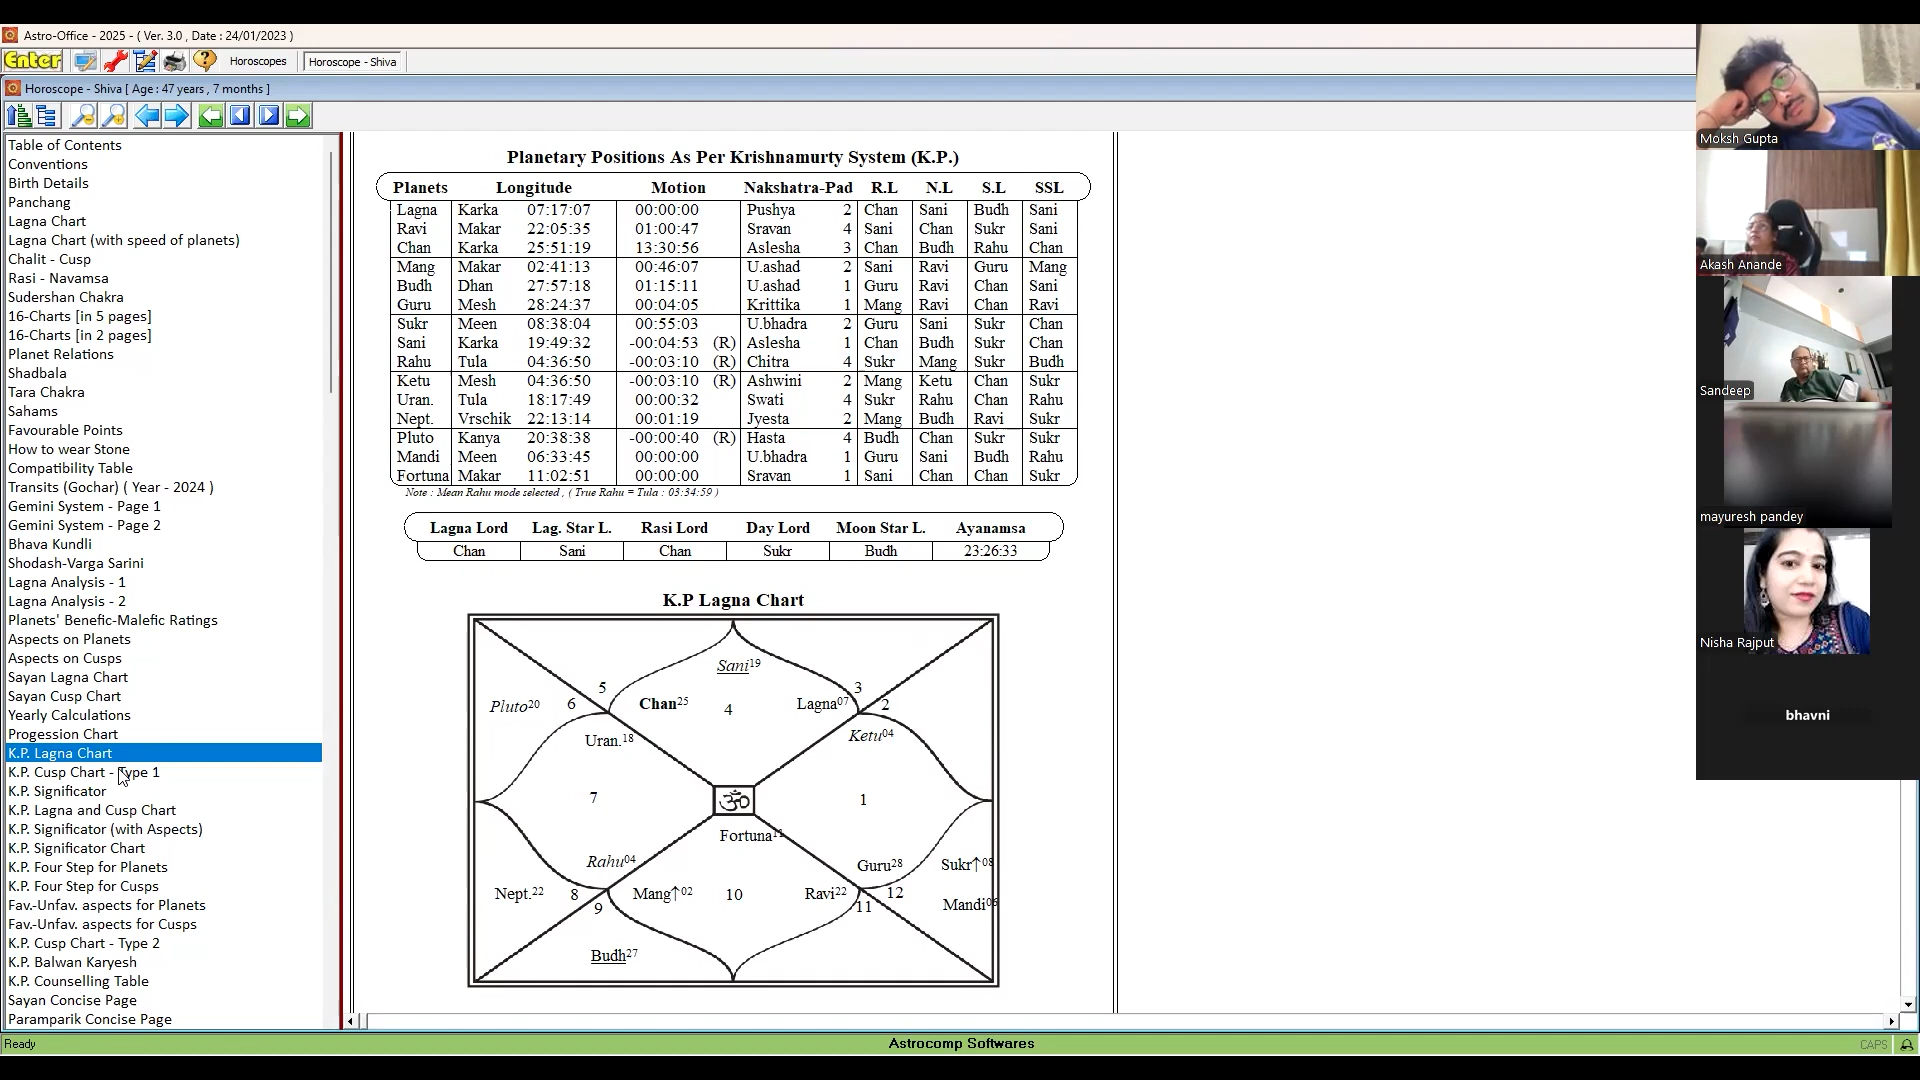 Astro-Office - 2025 - ( Ver. 3.0 , Date : 24/01/2023 )
Enter Horoscopes Horoscope - Shiva
Horoscope - Shiva [ Age : 47 years , 7 months ]
Table of Contents
Conventions
Birth Details
Panchang
Lagna Chart
Lagna Chart (with speed of planets)
Chalit - Cusp
Rasi - Navamsa
Sudershan Chakra
16-Charts [in 5 pages]
16-Charts [in 2 pages]
Planet Relations
Shadbala
Tara Chakra
Sahams
Favourable Points
How to wear Stone
Compatibility Table
Transits (Gochar) ( Year - 2024 )
Gemini System - Page 1
Gemini System - Page 2
Bhava Kundli
Shodash-Varga Sarini
Lagna Analysis - 1
Lagna Analysis - 2
Planets' Benefic-Malefic Ratings
Aspects on Planets
Aspects on Cusps
Sayan Lagna Chart
Sayan Cusp Chart
Yearly Calculations
Progession Chart
K.P. Lagna Chart
K.P. Cusp Chart - Type 1
K.P. Significator
K.P. Lagna and Cusp Chart
K.P. Significator (with Aspects)
K.P. Significator Chart
K.P. Four Step for Planets
K.P. Four Step for Cusps
Fav.-Unfav. aspects for Planets
Fav.-Unfav. aspects for Cusps
K.P. Cusp Chart - Type 2
K.P. Balwan Karyesh
K.P. Counselling Table
Sayan Concise Page
Paramparik Concise Page
Planetary Positions As Per Krishnamurty System (K.P.)
Planets Longitude Motion Nakshatra-Pad R.L N.L S.L SSL
Lagna Karka 07:17:07 00:00:00 Pushya 2 Chan Sani Budh Sani
Ravi Makar 22:05:35 01:00:47 Sravan 4 Sani Chan Sukr Sani
Chan Karka 25:51:19 13:30:56 Aslesha 3 Chan Budh Rahu Chan
Mang Makar 02:41:13 00:46:07 U.ashad 2 Sani Ravi Guru Mang
Budh Dhan 27:57:18 01:15:11 U.ashad 1 Guru Ravi Chan Sani
Guru Mesh 28:24:37 00:04:05 Krittika 1 Mang Ravi Chan Ravi
Sukr Meen 08:38:04 00:55:03 U.bhadra 2 Guru Sani Sukr Chan
Sani Karka 19:49:32 -00:04:53 (R) Aslesha 1 Chan Budh Sukr Chan
Rahu Tula 04:36:50 -00:03:10 (R) Chitra 4 Sukr Mang Sukr Budh
Ketu Mesh 04:36:50 -00:03:10 (R) Ashwini 2 Mang Ketu Chan Sukr
Uran. Tula 18:17:49 00:00:32 Swati 4 Sukr Rahu Chan Rahu
Nept. Vrschik 22:13:14 00:01:19 Jyesta 2 Mang Budh Ravi Sukr
Pluto Kanya 20:38:38 -00:00:40 (R) Hasta 4 Budh Chan Sukr Sukr
Mandi Meen 06:33:45 00:00:00 U.bhadra 1 Guru Sani Budh Rahu
Fortuna Makar 11:02:51 00:00:00 Sravan 1 Sani Chan Chan Sukr
Note : Mean Rahu mode selected , ( True Rahu = Tula : 03:34:59 )
Lagna Lord Lag. Star L. Rasi Lord Day Lord Moon Star L. Ayanamsa
Chan Sani Chan Sukr Budh 23:26:33
K.P Lagna Chart
Sani19
5 3
Pluto20 6 Chan25 4 Lagna07 2
Uran.18 Ketu04
7 ॐ 1
Fortuna11
Rahu04 Guru28 Sukr↑08
Nept.22 8 Mang↑02 10 Ravi22 12
9 11 Mandi06
Budh27
Moksh Gupta
Akash Anande
Sandeep
mayuresh pandey
Nisha Rajput
bhavni
Ready Astrocomp Softwares CAPS